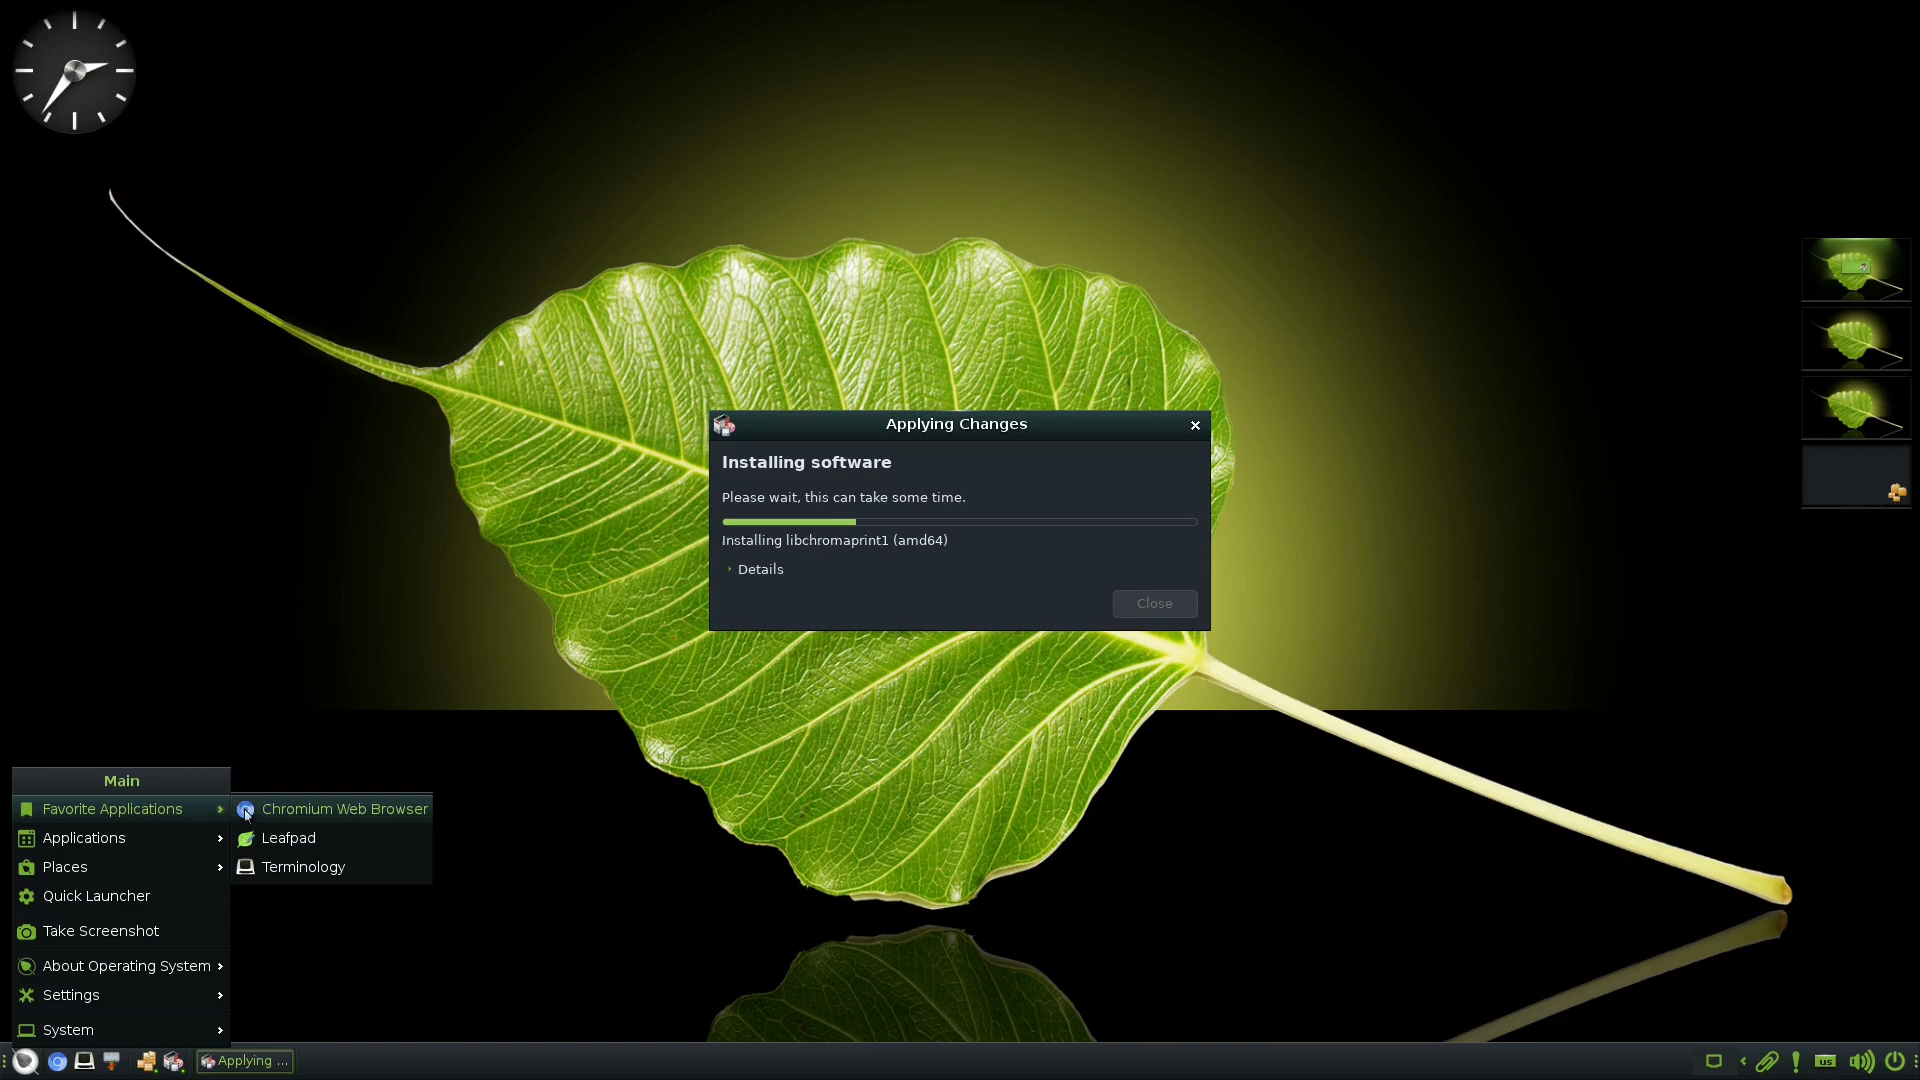 Applying Changes
Installing software
Please wait, this can take some time.
Installing libchromaprint1 (amd64)
Details
Close
Main
Favorite Applications
Applications
Places
Quick Launcher
Take Screenshot
About Operating System
Settings
System
Chromium Web Browser
Leafpad
Terminology
Applying ...
us